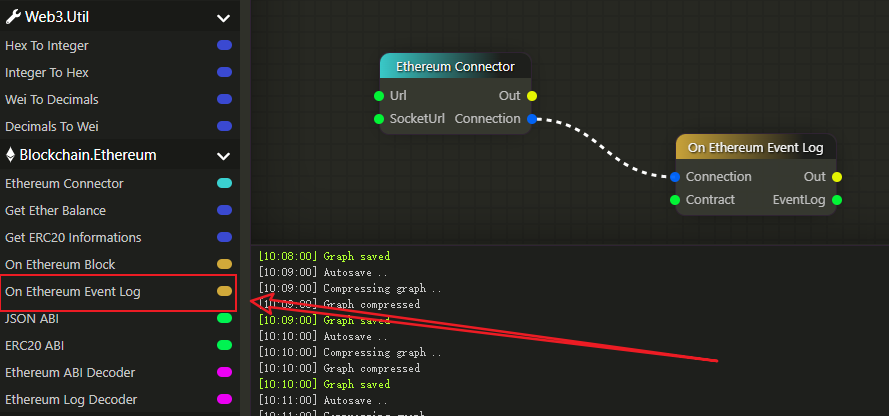 Web3.Util
Hex To Integer
Integer To Hex
Wei To Decimals
Decimals To Wei
Blockchain.Ethereum
Ethereum Connector
Get Ether Balance
Get ERC20 Informations
On Ethereum Block
On Ethereum Event Log
JSON ABI
ERC20 ABI
Ethereum ABI Decoder
Ethereum Log Decoder
Ethereum Connector
Url Out
SocketUrl Connection
On Ethereum Event Log
Connection Out
Contract EventLog
[10:08:00] Graph saved
[10:09:00] Autosave ..
[10:09:00] Compressing graph ..
[10:09:00] Graph compressed
[10:09:00] Graph saved
[10:10:00] Autosave ..
[10:10:00] Compressing graph ..
[10:10:00] Graph compressed
[10:10:00] Graph saved
[10:11:00] Autosave ..